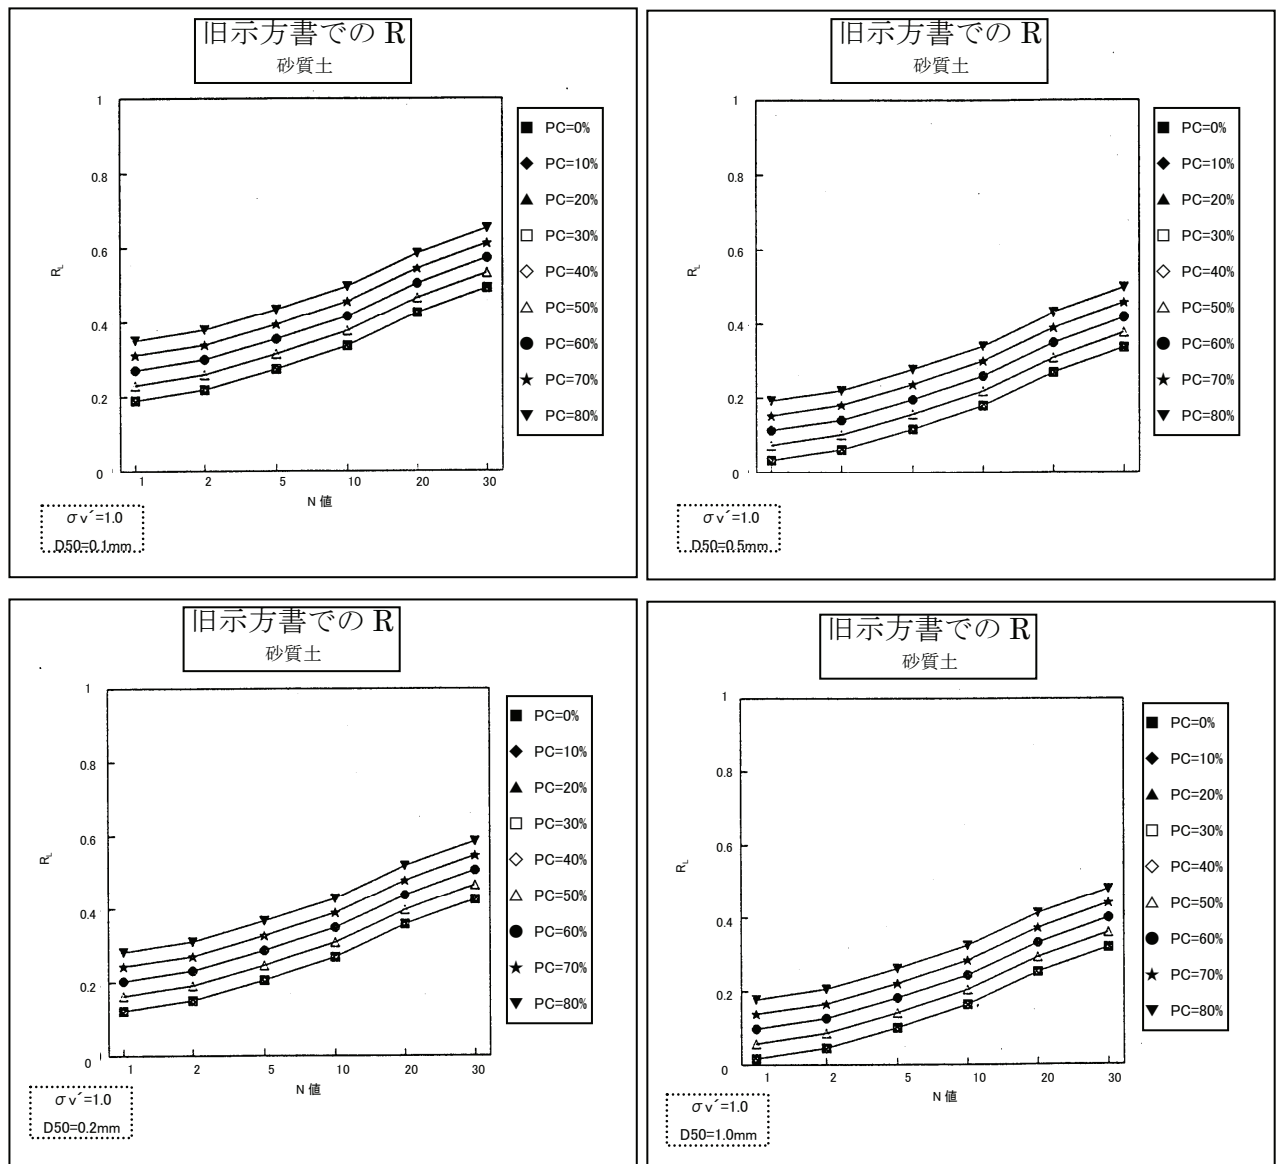 旧示方書での R
砂質土
1
0.8
0.6
0.4
0.2
0
R_L
1 2 5 10 20 30
N 値
PC=0%
PC=10%
PC=20%
PC=30%
PC=40%
PC=50%
PC=60%
PC=70%
PC=80%
σv´=1.0
D50=0.1mm
旧示方書での R
砂質土
1
0.8
0.6
0.4
0.2
0
PC=0%
PC=10%
PC=20%
PC=30%
PC=40%
PC=50%
PC=60%
PC=70%
PC=80%
σv´=1.0
D50=0.5mm
旧示方書での R
砂質土
1
0.8
0.6
0.4
0.2
0
R_L
1 2 5 10 20 30
N 値
PC=0%
PC=10%
PC=20%
PC=30%
PC=40%
PC=50%
PC=60%
PC=70%
PC=80%
σv´=1.0
D50=0.2mm
旧示方書での R
砂質土
1
0.8
0.6
0.4
0.2
0
R_L
1 2 5 10 20 30
N 値
PC=0%
PC=10%
PC=20%
PC=30%
PC=40%
PC=50%
PC=60%
PC=70%
PC=80%
σv´=1.0
D50=1.0mm